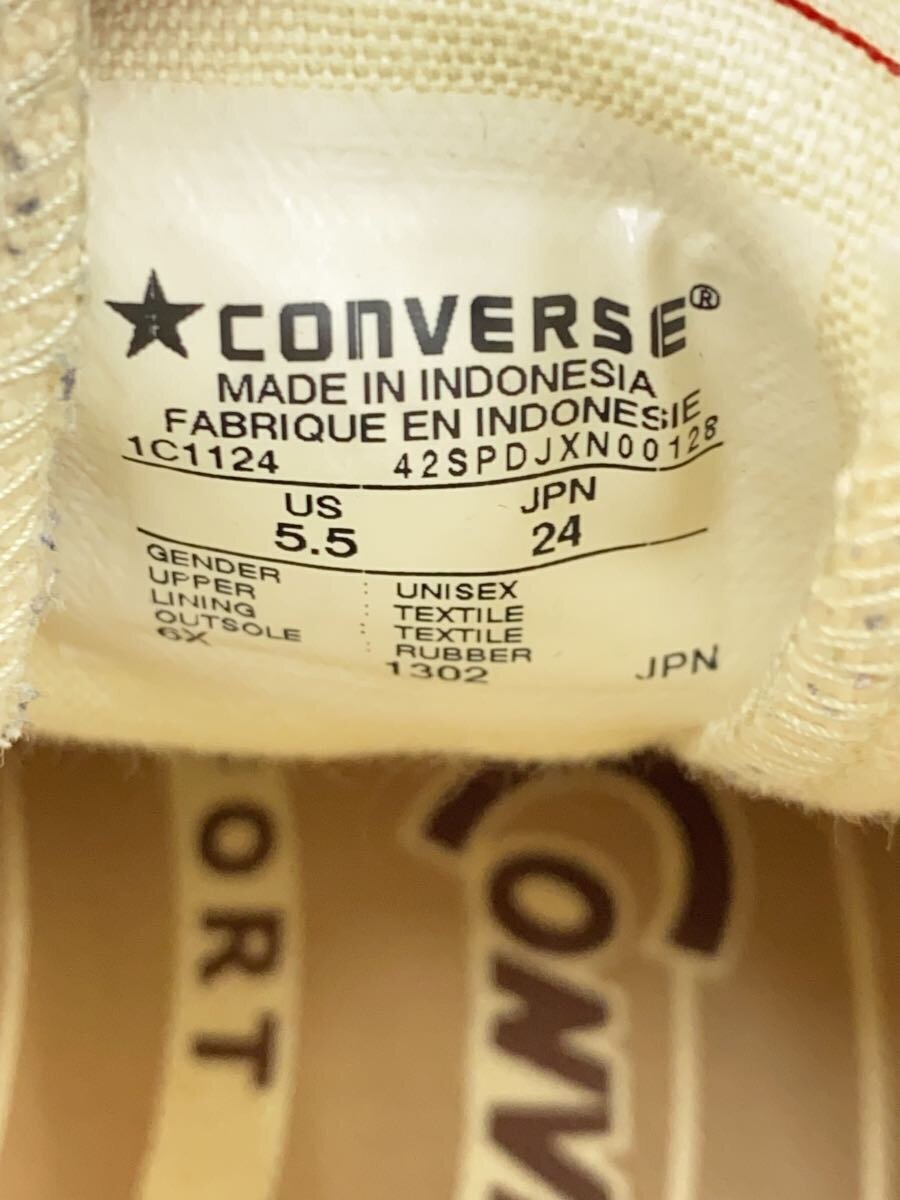 ★CONVERSE®
MADE IN INDONESIA
FABRIQUE EN INDONESIE
1C1124 42SPDJXN00128
US JPN
5.5 24
GENDER : UNISEX
UPPER : TEXTILE
LINING : TEXTILE
OUTSOLE : RUBBER
6X 1302 JPN
ORT
CONV